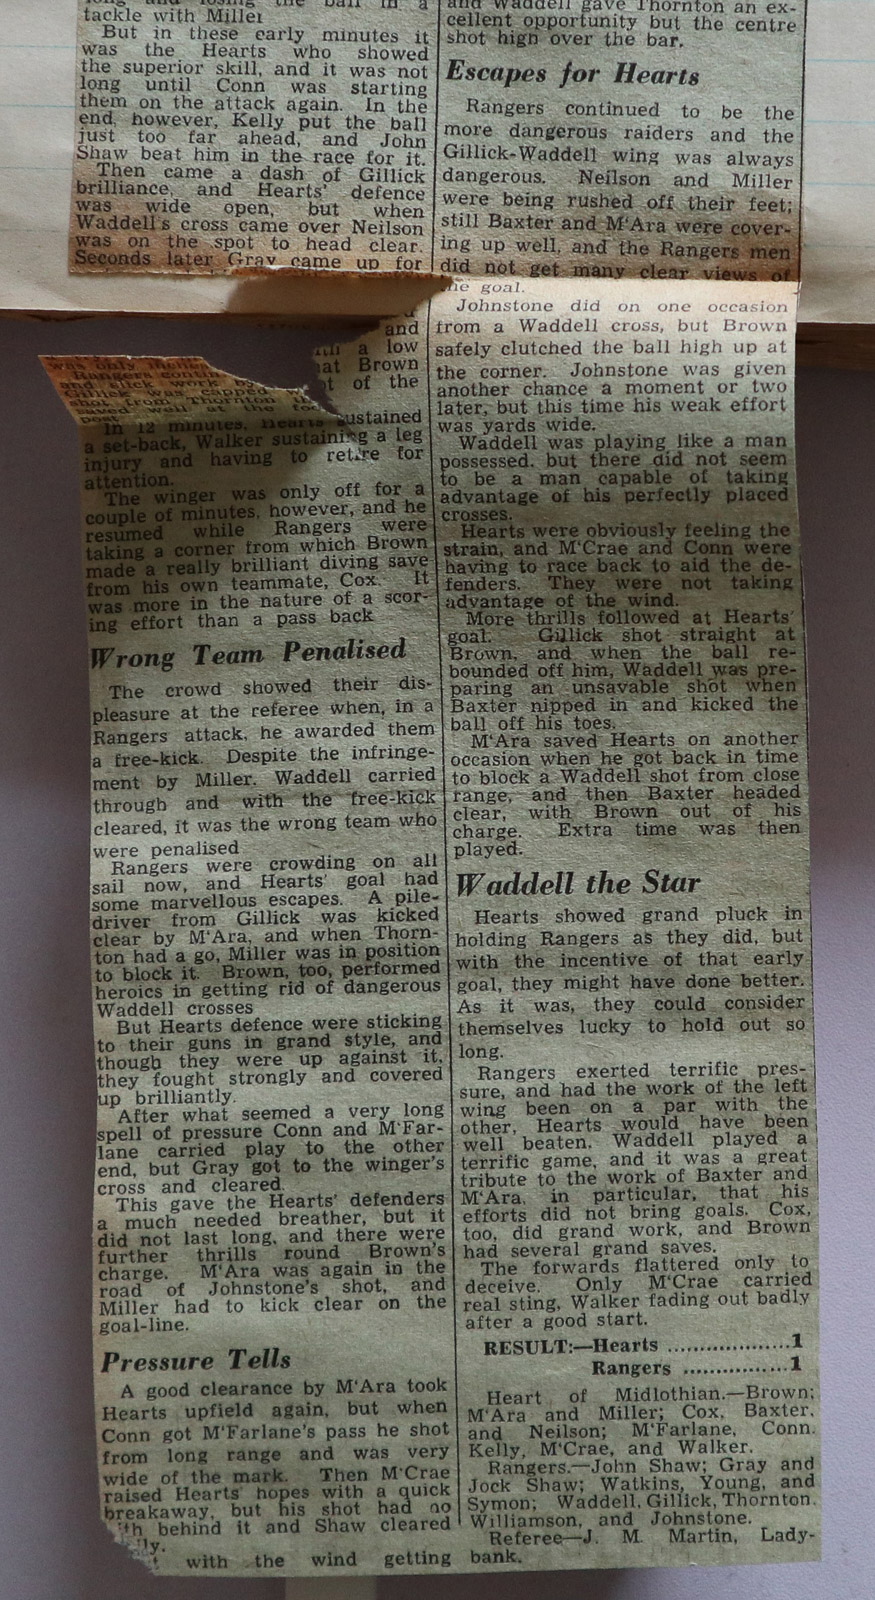 tackle with Miller
But in these early minutes it
was the Hearts who showed
the superior skill, and it was not
long until Conn was starting
them on the attack again. In the
end, however, Kelly put the ball
just too far ahead, and John
Shaw beat him in the race for it.
Then came a dash of Gillick
brilliance, and Hearts' defence
was wide open, but when
Waddell's cross came over Neilson
was on the spot to head clear.
Seconds later Gray came up for
and
a low
at Brown
of the
was only
Rangers
and slick work by
Gillick was capped
shot from Thornton
saved well at the
post
In 12 minutes, Hearts sustained
a set-back, Walker sustaining a leg
injury and having to retire for
attention.
The winger was only off for a
couple of minutes, however, and he
resumed while Rangers were
taking a corner from which Brown
made a really brilliant diving save
from his own teammate, Cox. It
was more in the nature of a scor-
ing effort than a pass back
Wrong Team Penalised
The crowd showed their dis-
pleasure at the referee when, in a
Rangers attack, he awarded them
a free-kick. Despite the infringe-
ment by Miller. Waddell carried
through and with the free-kick
cleared, it was the wrong team who
were penalised
Rangers were crowding on all
sail now, and Hearts' goal had
some marvellous escapes. A pile-
driver from Gillick was kicked
clear by M'Ara, and when Thorn-
ton had a go, Miller was in position
to block it. Brown, too, performed
heroics in getting rid of dangerous
Waddell crosses
But Hearts defence were sticking
to their guns in grand style, and
though they were up against it,
they fought strongly and covered
up brilliantly.
After what seemed a very long
spell of pressure Conn and M'Far-
lane carried play to the other
end, but Gray got to the winger's
cross and cleared.
This gave the Hearts' defenders
a much needed breather, but it
did not last long, and there were
further thrills round Brown's
charge. M'Ara was again in the
road of Johnstone's shot, and
Miller had to kick clear on the
goal-line.
Pressure Tells
A good clearance by M'Ara took
Hearts upfield again, but when
Conn got M'Farlane's pass he shot
from long range and was very
wide of the mark. Then M'Crae
raised Hearts' hopes with a quick
breakaway, but his shot had no
behind it and Shaw cleared
with the wind getting
and Waddell gave Thornton an ex-
cellent opportunity but the centre
shot high over the bar.
Escapes for Hearts
Rangers continued to be the
more dangerous raiders and the
Gillick-Waddell wing was always
dangerous. Neilson and Miller
were being rushed off their feet;
still Baxter and M'Ara were cover-
ing up well, and the Rangers men
did not get many clear views of
the goal.
Johnstone did on one occasion
from a Waddell cross, but Brown
safely clutched the ball high up at
the corner. Johnstone was given
another chance a moment or two
later, but this time his weak effort
was yards wide.
Waddell was playing like a man
possessed. but there did not seem
to be a man capable of taking
advantage of his perfectly placed
crosses.
Hearts were obviously feeling the
strain, and M'Crae and Conn were
having to race back to aid the de-
fenders. They were not taking
advantage of the wind.
More thrills followed at Hearts'
goal. Gillick shot straight at
Brown, and when the ball re-
bounded off him, Waddell was pre-
paring an unsavable shot when
Baxter nipped in and kicked the
ball off his toes.
M'Ara saved Hearts on another
occasion when he got back in time
to block a Waddell shot from close
range, and then Baxter headed
clear, with Brown out of his
charge. Extra time was then
played.
Waddell the Star
Hearts showed grand pluck in
holding Rangers as they did, but
with the incentive of that early
goal, they might have done better.
As it was, they could consider
themselves lucky to hold out so
long.
Rangers exerted terrific pres-
sure, and had the work of the left
wing been on a par with the
other, Hearts would have been
well beaten. Waddell played a
terrific game, and it was a great
tribute to the work of Baxter and
M'Ara, in particular, that his
efforts did not bring goals. Cox,
too, did grand work, and Brown
had several grand saves.
The forwards flattered only to
deceive. Only M'Crae carried
real sting, Walker fading out badly
after a good start.
RESULT:—Hearts ...................1
Rangers ................1
Heart of Midlothian.—Brown;
M'Ara and Miller; Cox, Baxter,
and Neilson; M'Farlane, Conn.
Kelly, M'Crae, and Walker.
Rangers.—John Shaw; Gray and
Jock Shaw; Watkins, Young, and
Symon; Waddell, Gillick, Thornton.
Williamson, and Johnstone.
Referee—J. M. Martin, Lady-
bank.